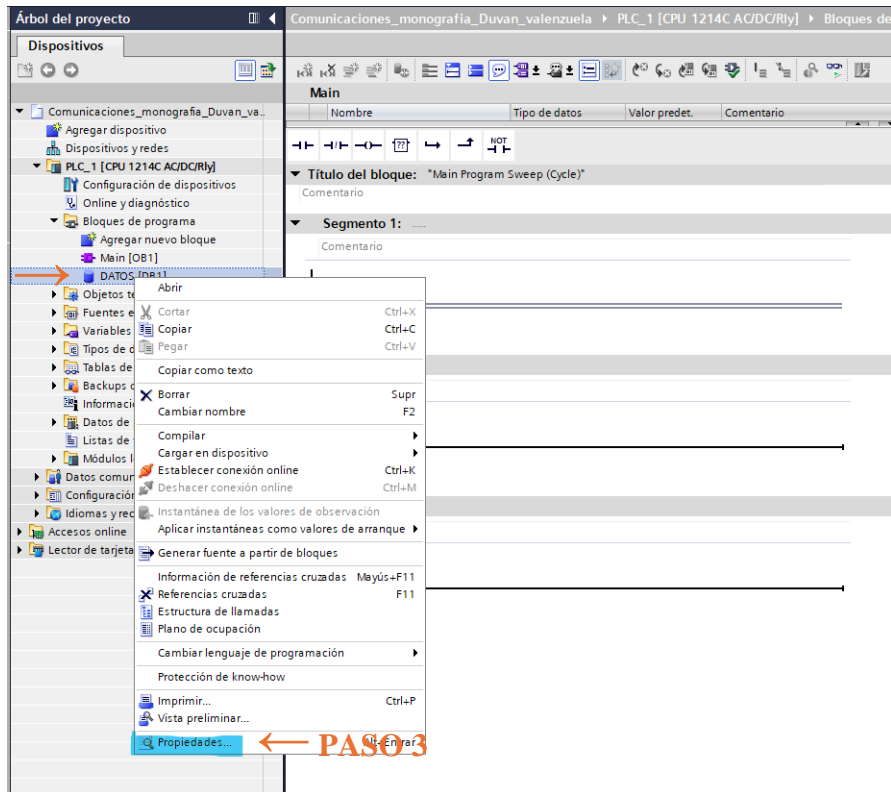 Árbol del proyecto
Comunicaciones_monografia_Duvan_valenzuela PLC_1 [CPU 1214C AC/DC/Rly] Bloques de
Dispositivos
Main
Nombre Tipo de datos Valor predet. Comentario
Comunicaciones_monografia_Duvan_va..
Agregar dispositivo
Dispositivos y redes
PLC_1 [CPU 1214C AC/DC/Rly]
Configuración de dispositivos
Online y diagnóstico
Bloques de programa
Agregar nuevo bloque
Main [OB1]
DATOS [DB1]
Objetos te
Fuentes e
Variables
Tipos de d
Tablas de
Backups
Informaci
Datos de
Listas de
Módulos l
Datos comur
Configuración
Idiomas y rec
Accesos online
Lector de tarjeta
??
NOT
Título del bloque: "Main Program Sweep (Cycle)"
Comentario
Segmento 1: .....
Comentario
Abrir
Cortar Ctrl+X
Copiar Ctrl+C
Pegar Ctrl+V
Copiar como texto
Borrar Supr
Cambiar nombre F2
Compilar
Cargar en dispositivo
Establecer conexión online Ctrl+K
Deshacer conexión online Ctrl+M
Instantánea de los valores de observación
Aplicar instantáneas como valores de arranque
Generar fuente a partir de bloques
Información de referencias cruzadas Mayús+F11
Referencias cruzadas F11
Estructura de llamadas
Plano de ocupación
Cambiar lenguaje de programación
Protección de know-how
Imprimir... Ctrl+P
Vista preliminar...
Propiedades... Alt+Entrar
PASO 3